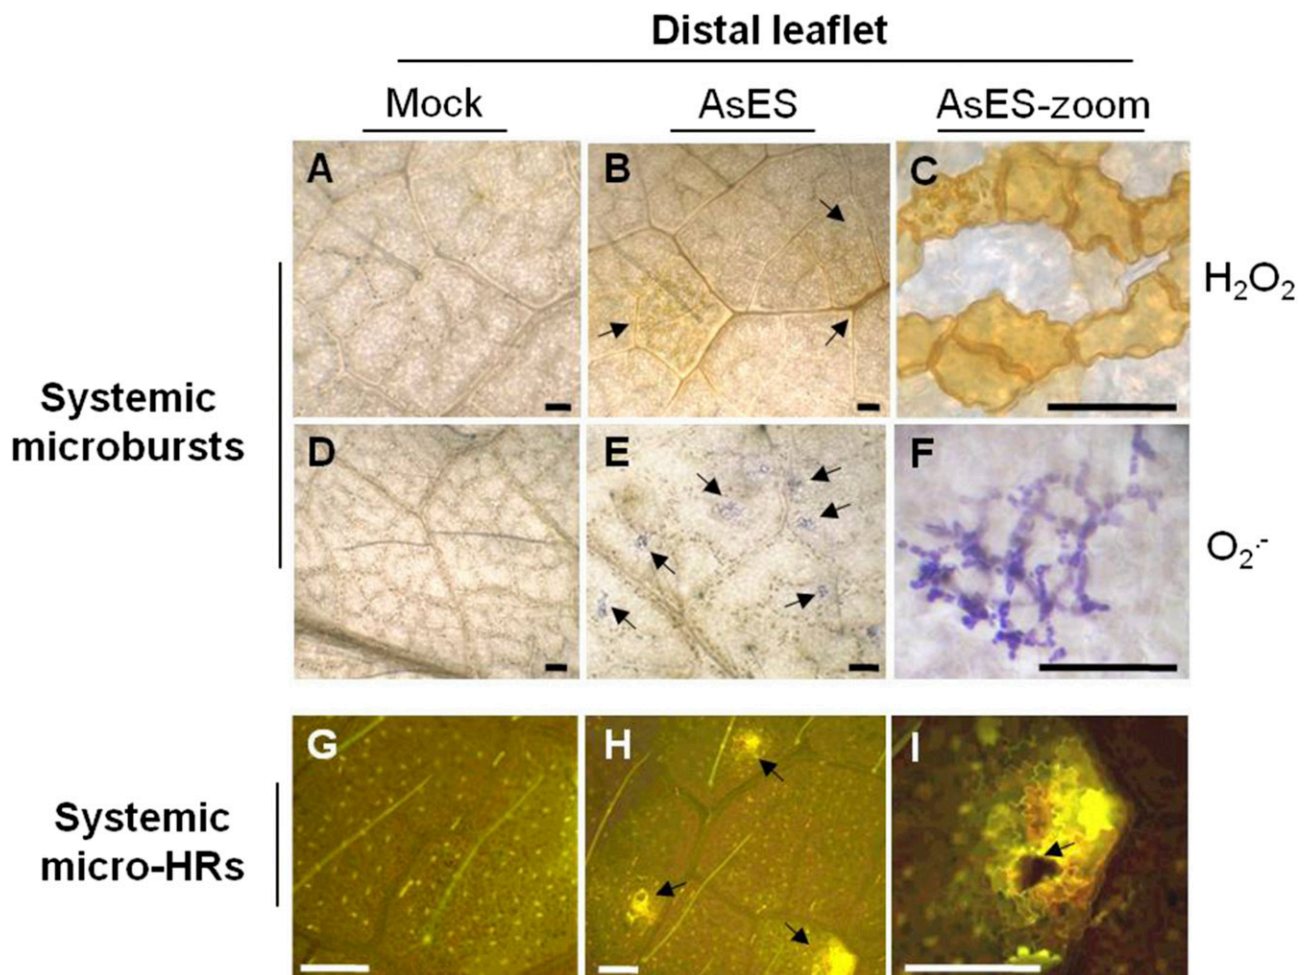 Distal leaflet
Mock AsES AsES-zoom
A B C
H₂O₂
Systemic
microbursts
D E F
O₂·-
G H I
Systemic
micro-HRs